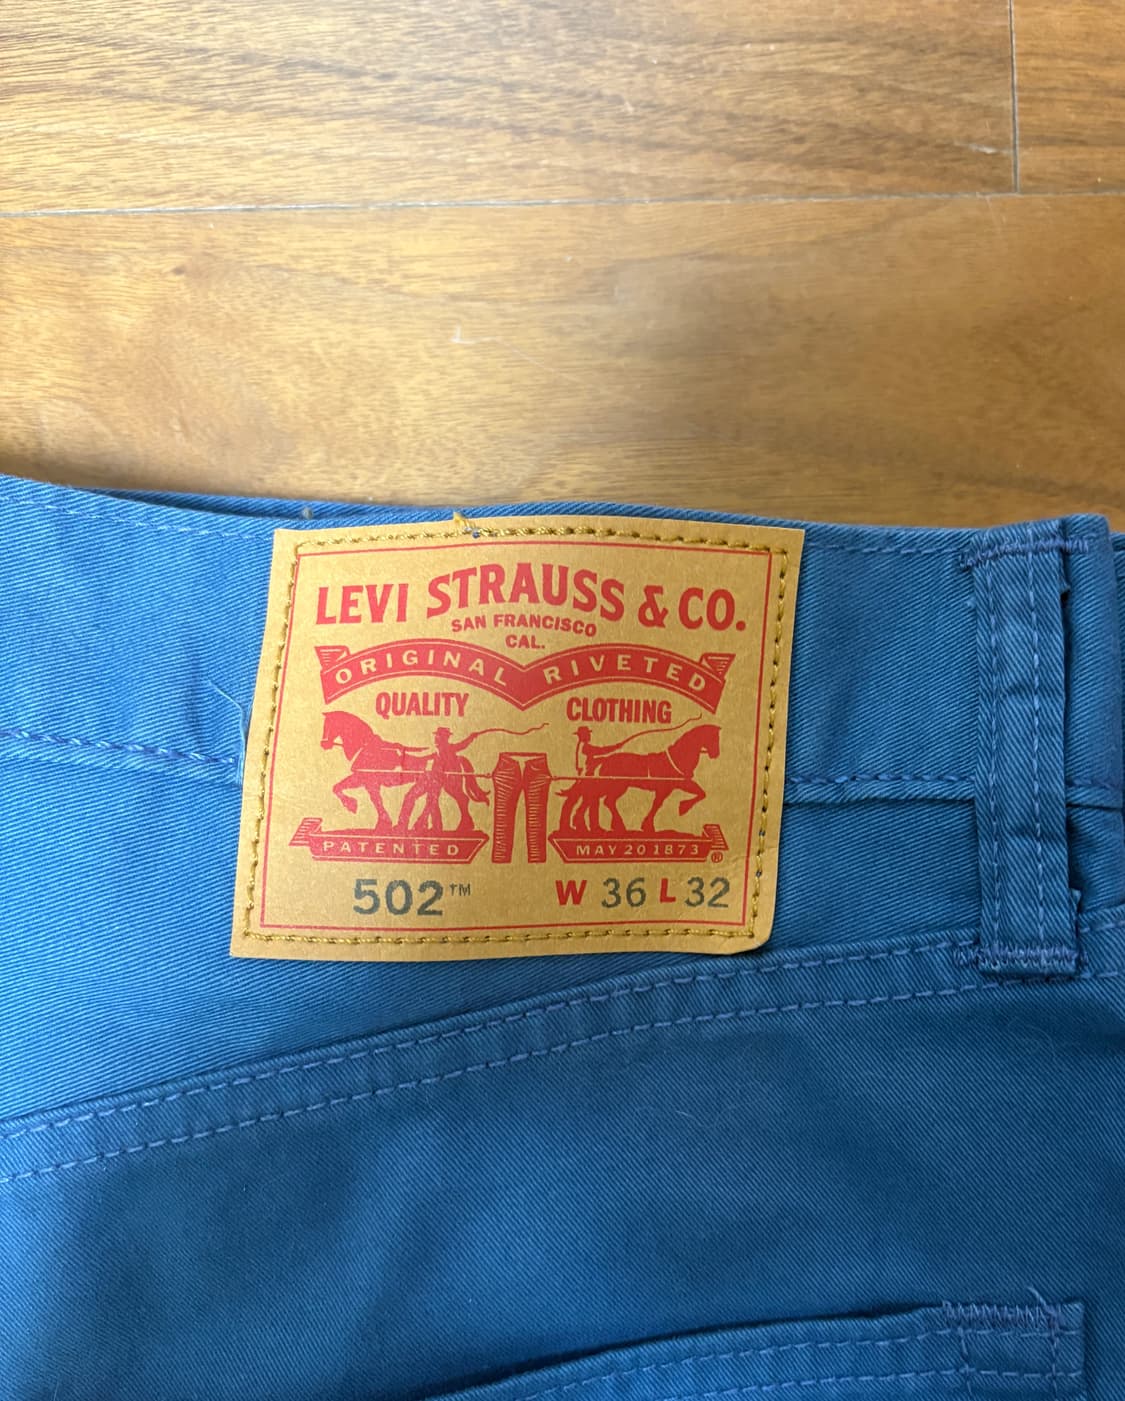 LEVI STRAUSS & CO.
SAN FRANCISCO
CAL.
ORIGINAL RIVETED
QUALITY CLOTHING
PATENTED MAY 20 1873 ®
502™ W 36 L 32